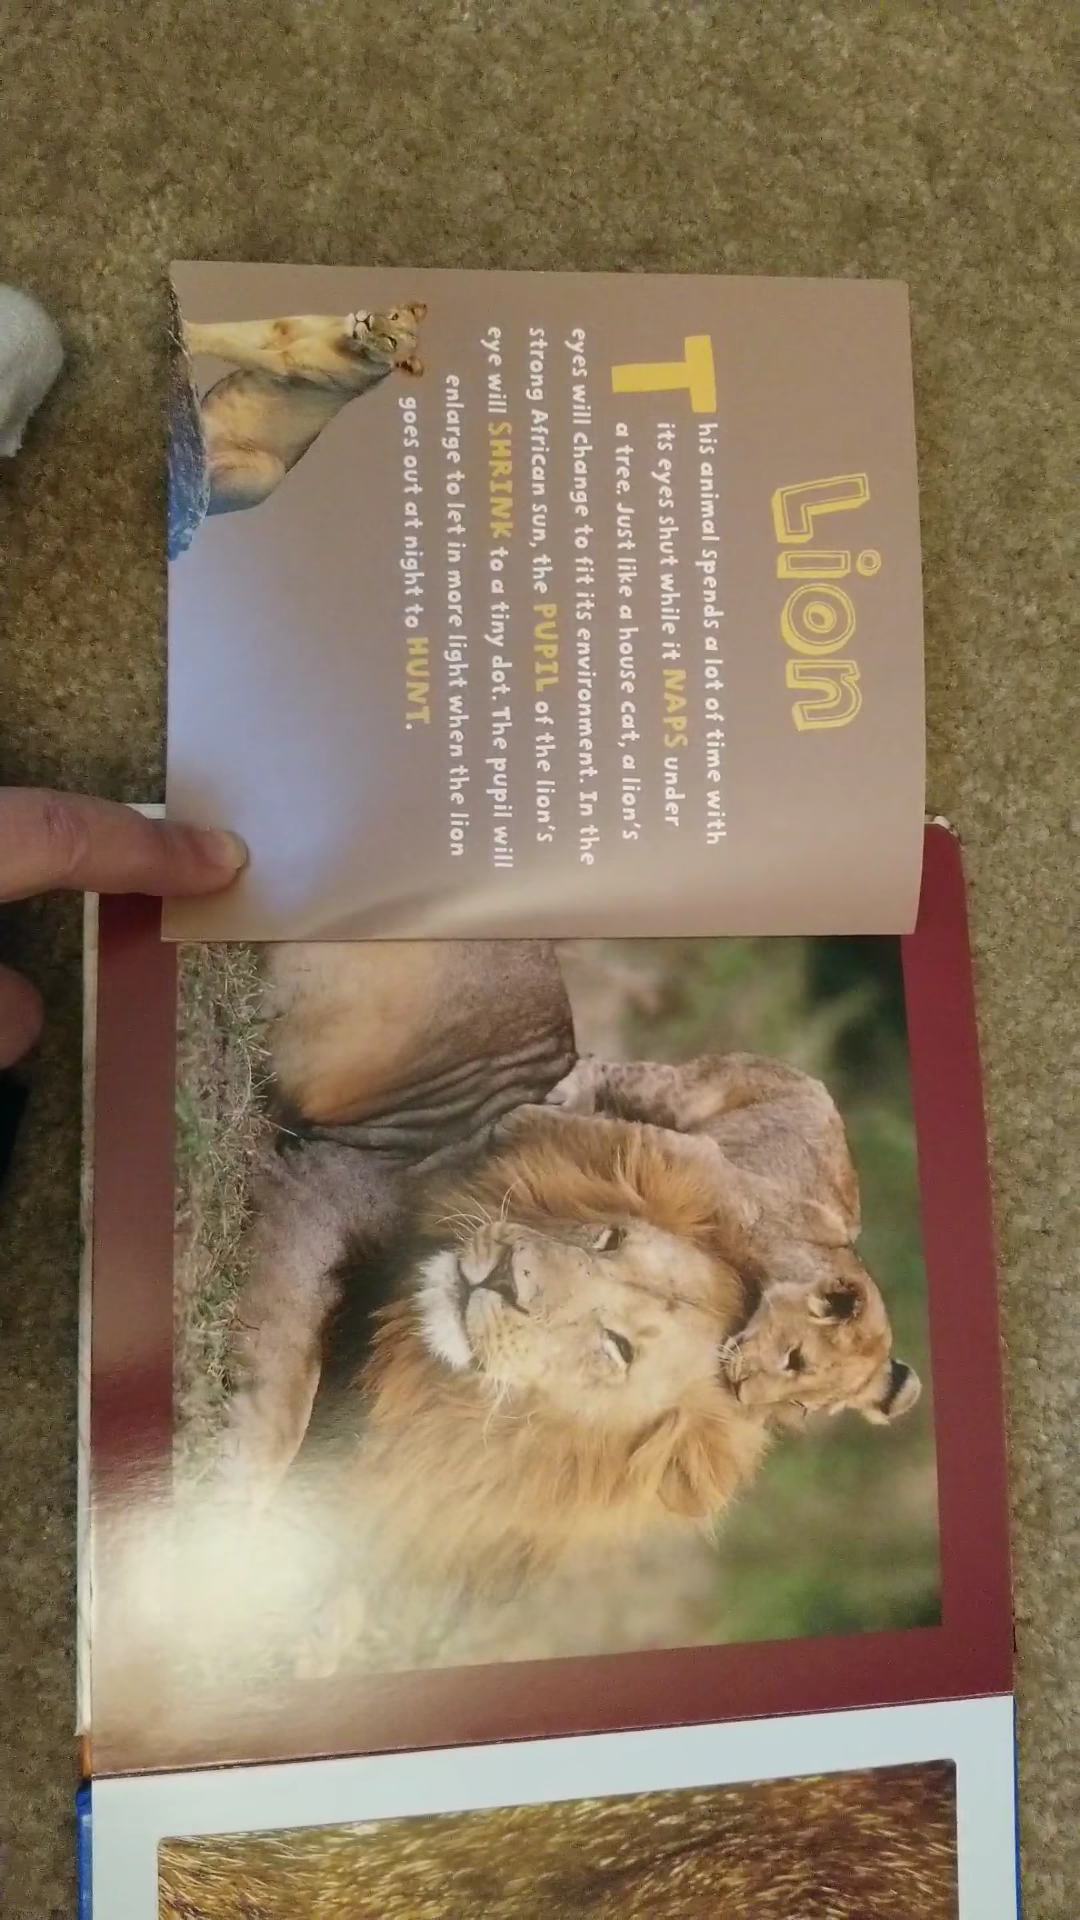 Lion
This animal spends a lot of time with
its eyes shut while it NAPS under
a tree. Just like a house cat, a lion's
eyes will change to fit its environment. In the
strong African sun, the PUPIL of the lion's
eye will SHRINK to a tiny dot. The pupil will
enlarge to let in more light when the lion
goes out at night to HUNT.